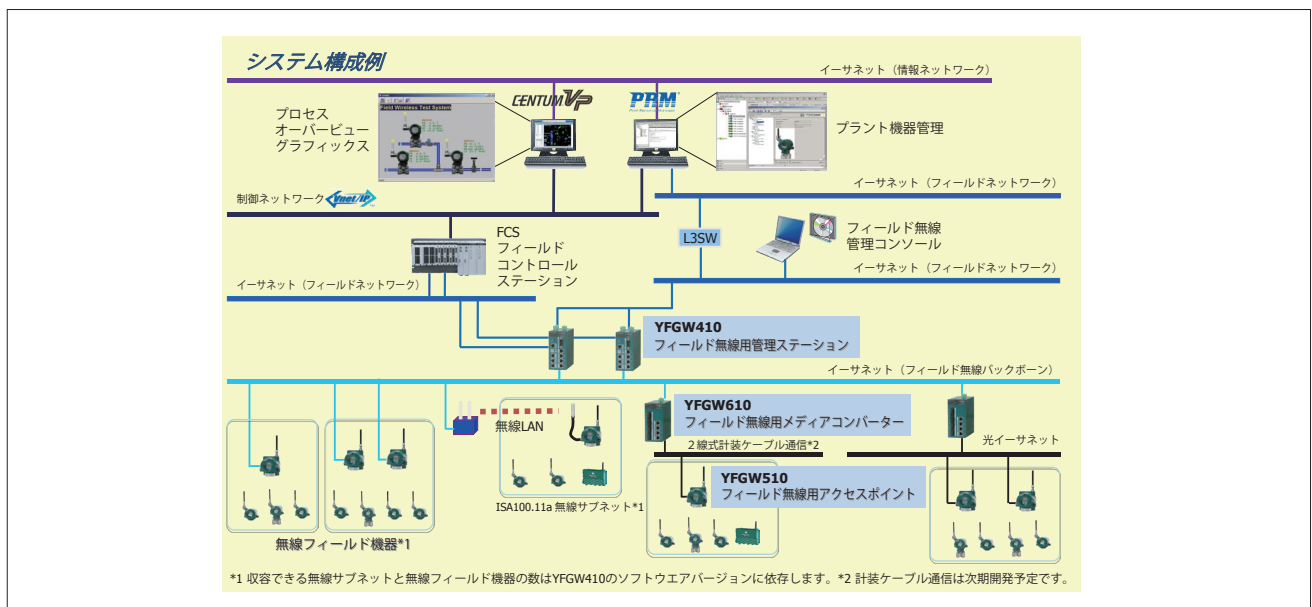 システム構成例
イーサネット（情報ネットワーク）
プロセス
オーバービュー
グラフィックス
Field Wireless Test System
CENTUM VP
PRM
プラント機器管理
イーサネット（フィールドネットワーク）
制御ネットワーク Vnet/IP
FCS
フィールド
コントロール
ステーション
L3SW
フィールド無線
管理コンソール
イーサネット（フィールドネットワーク）
イーサネット（フィールドネットワーク）
YFGW410
フィールド無線用管理ステーション
イーサネット（フィールド無線バックボーン）
無線LAN
YFGW610
フィールド無線用メディアコンバーター
2線式計装ケーブル通信*2
光イーサネット
YFGW510
フィールド無線用アクセスポイント
ISA100.11a 無線サブネット*1
無線フィールド機器*1
*1 収容できる無線サブネットと無線フィールド機器の数はYFGW410のソフトウエアバージョンに依存します。*2 計装ケーブル通信は次期開発予定です。